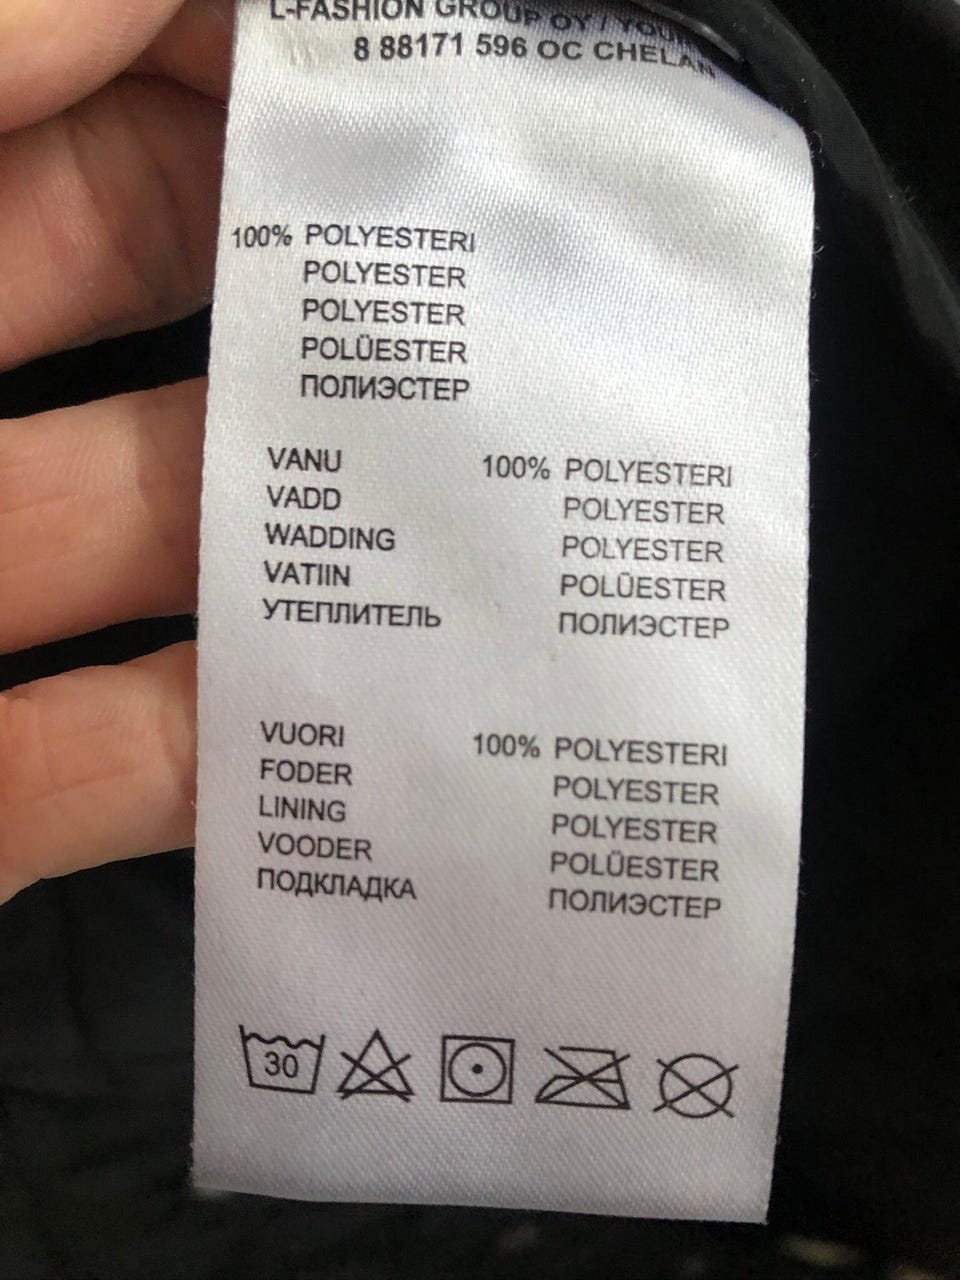 L-FASHION GROUP OY /
8 88171 596 OC CHELAN
100% POLYESTERI
POLYESTER
POLYESTER
POLÜESTER
ПОЛИЭСТЕР
VANU 100% POLYESTERI
VADD POLYESTER
WADDING POLYESTER
VATIIN POLÜESTER
УТЕПЛИТЕЛЬ ПОЛИЭСТЕР
VUORI 100% POLYESTERI
FODER POLYESTER
LINING POLYESTER
VOODER POLÜESTER
ПОДКЛАДКА ПОЛИЭСТЕР
30